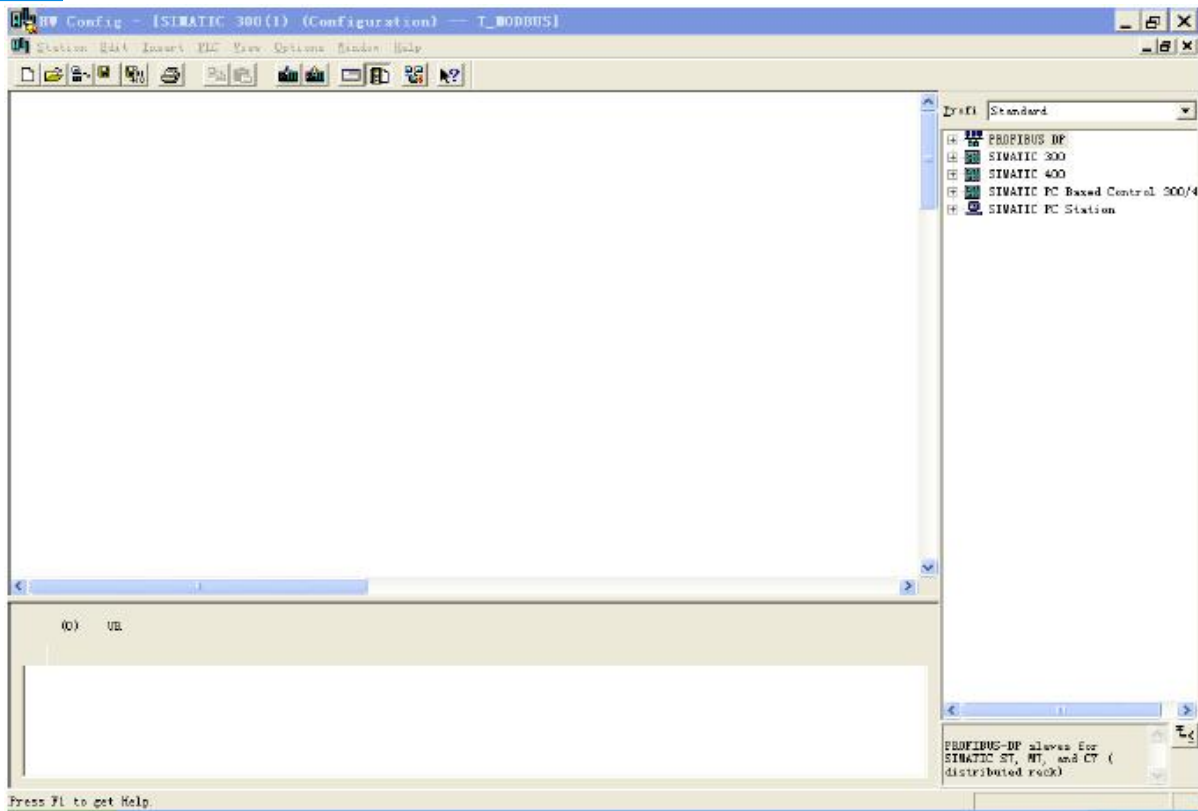 HW Config - [SIMATIC 300(1) (Configuration) — T_MODBUS]
Station Edit Insert PLC View Options Window Help
Profi Standard
PROFIBUS DP
SIMATIC 300
SIMATIC 400
SIMATIC PC Based Control 300/4
SIMATIC PC Station
(0) UR
PROFIBUS-DP slaves for
SIMATIC S7, M7, and C7 (
distributed rack)
Press F1 to get Help.